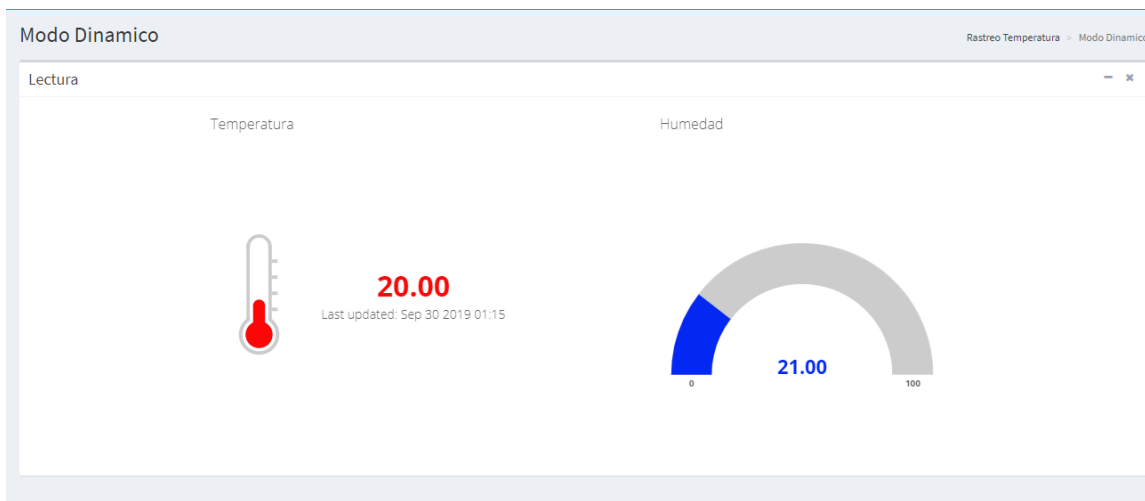 Modo Dinamico
Rastreo Temperatura > Modo Dinamico
Lectura
Temperatura
Humedad
20.00
Last updated: Sep 30 2019 01:15
21.00
0
100